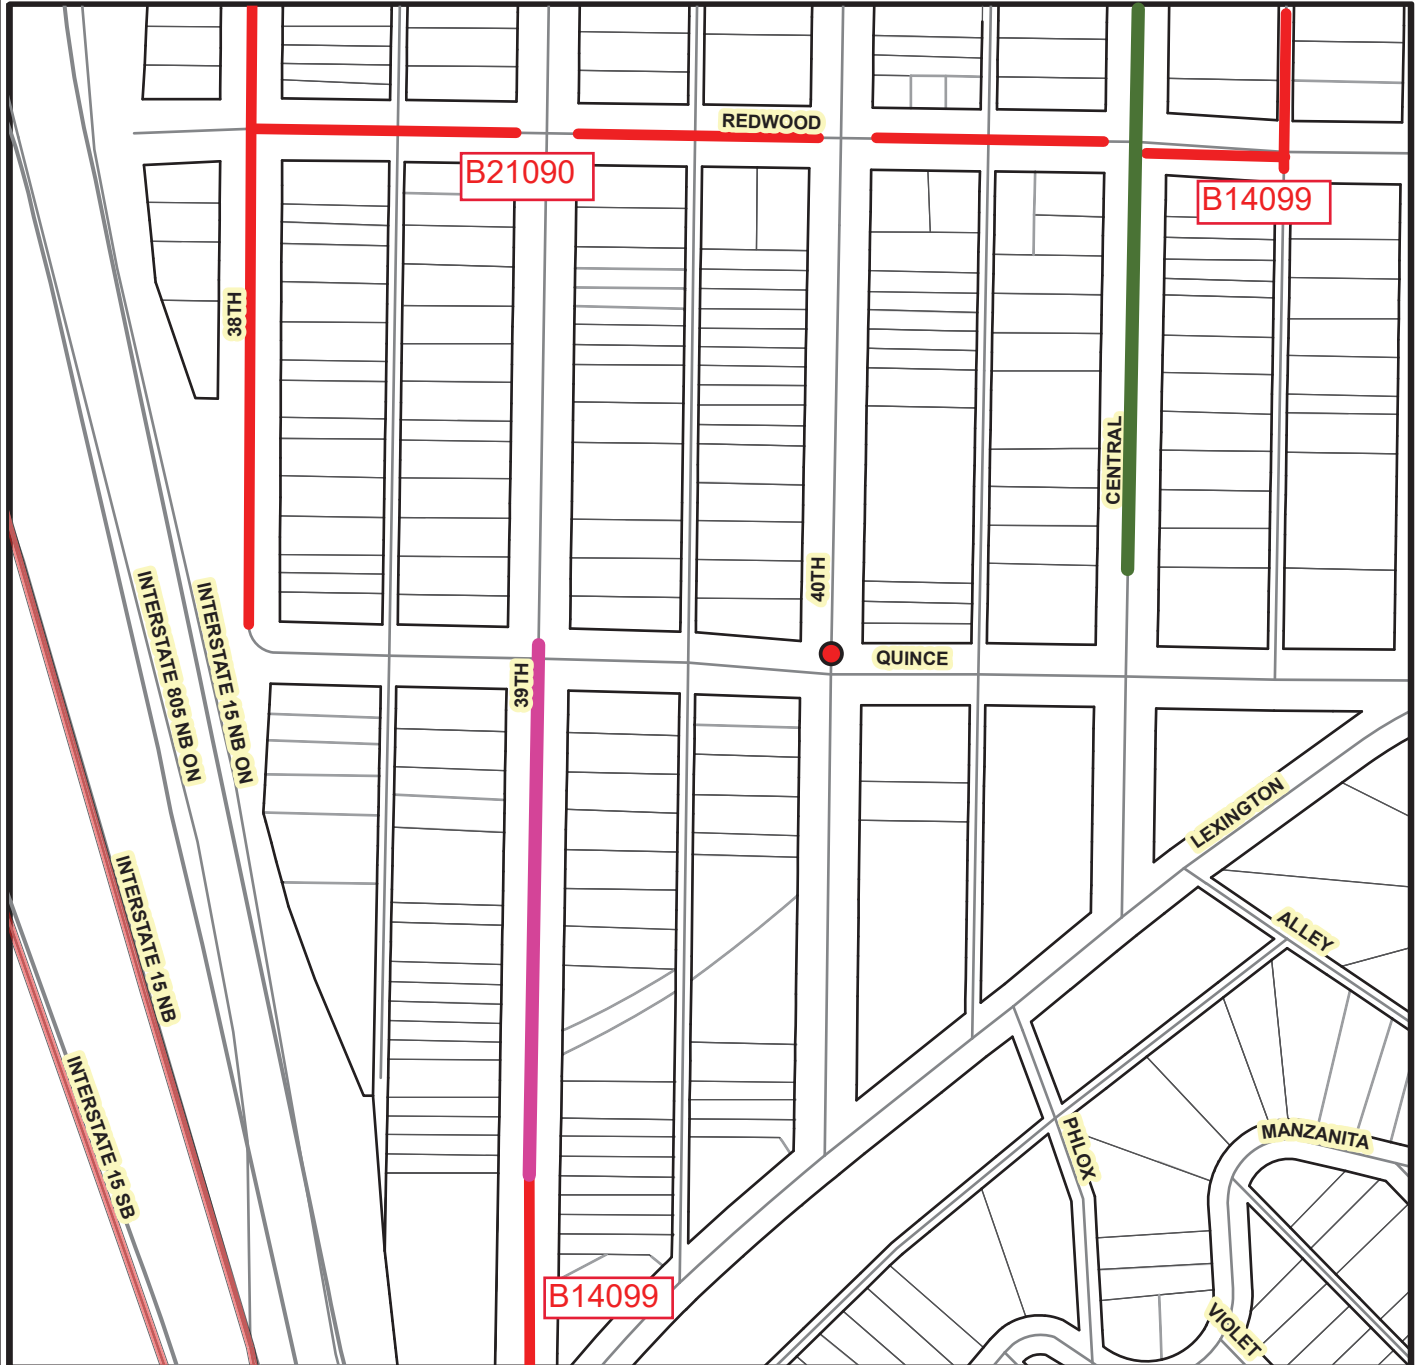 REDWOOD
B21090
B14099
38TH
CENTRAL
40TH
INTERSTATE 805 NB ON
INTERSTATE 15 NB ON
39TH
QUINCE
LEXINGTON
INTERSTATE 15 NB
ALLEY
INTERSTATE 15 SB
PHLOX
MANZANITA
B14099
VIOLET